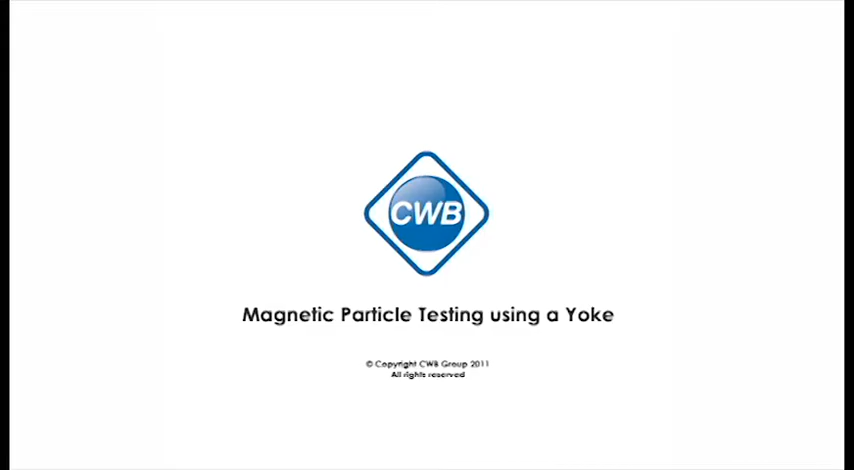 CWB
Magnetic Particle Testing using a Yoke
© Copyright CWB Group 2011
All rights reserved